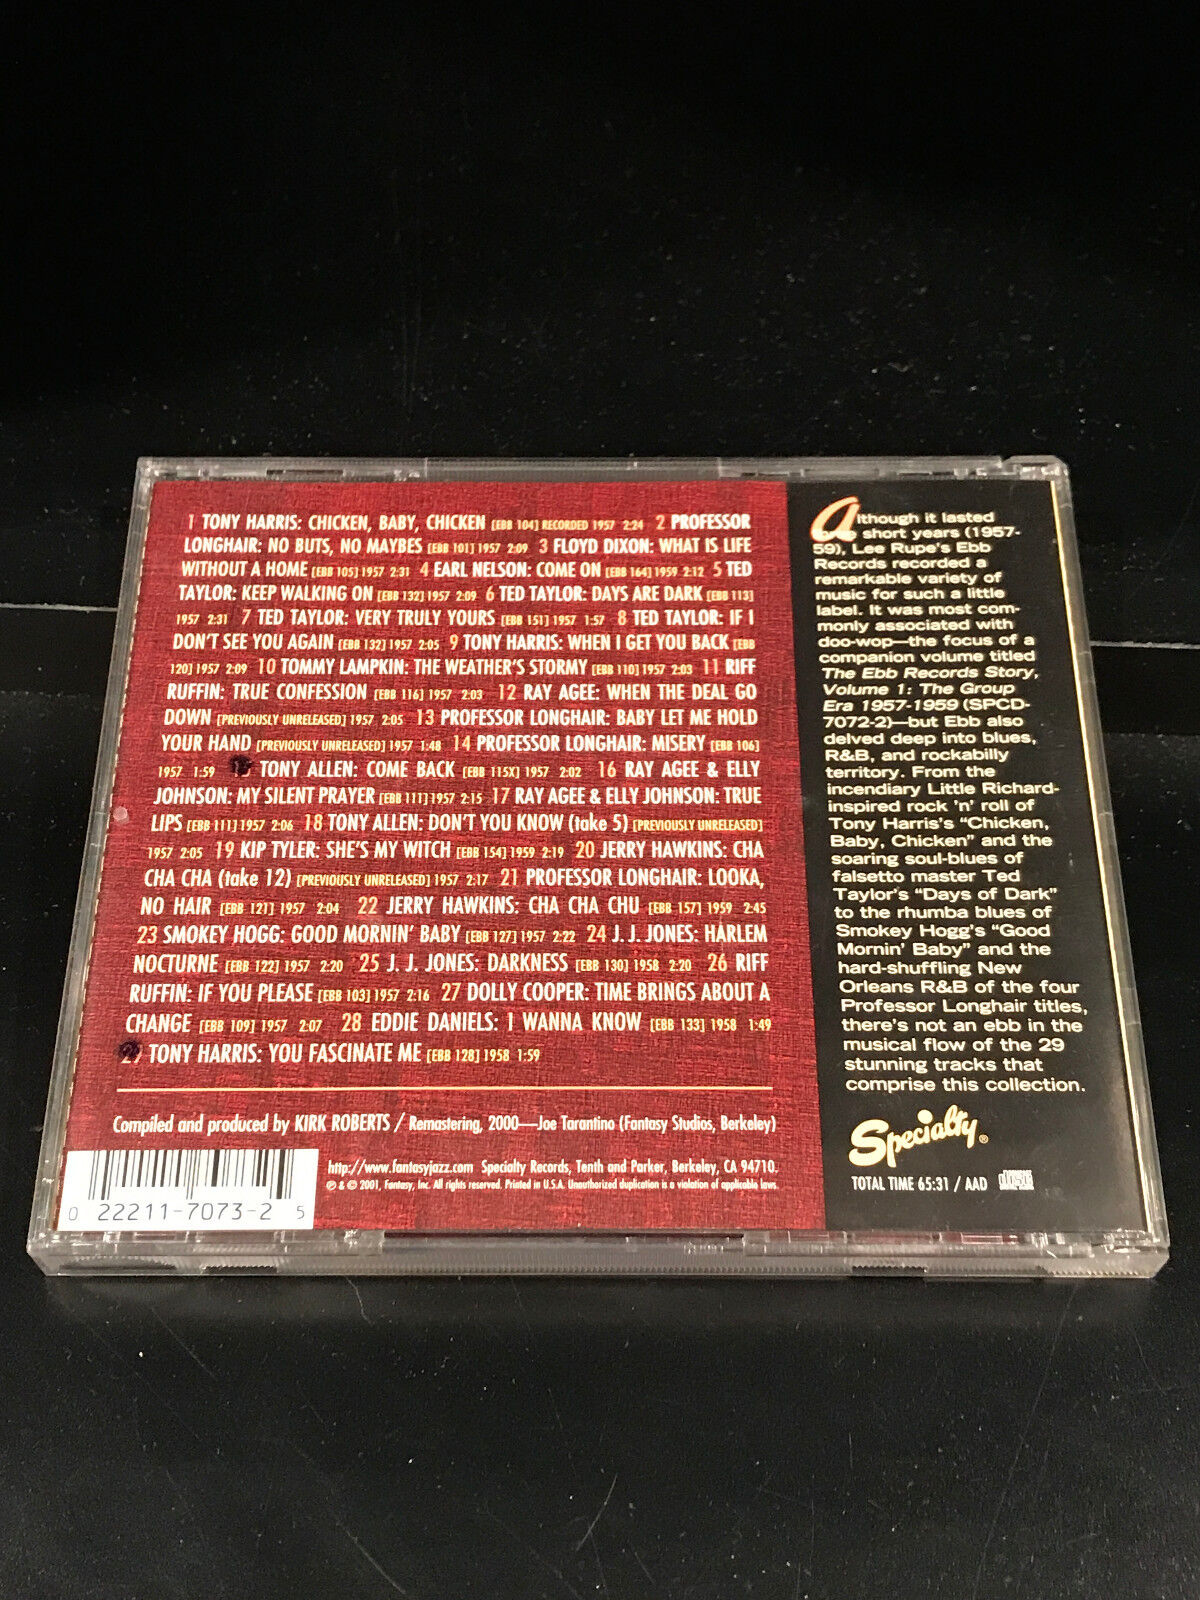 1 TONY HARRIS: CHICKEN, BABY, CHICKEN [EBB 104] RECORDED 1957 2:24 2 PROFESSOR
LONGHAIR: NO BUTS, NO MAYBES [EBB 101] 1957 2:09 3 FLOYD DIXON: WHAT IS LIFE
WITHOUT A HOME [EBB 105] 1957 2:31 4 EARL NELSON: COME ON [EBB 164] 1959 2:12 5 TED
TAYLOR: KEEP WALKING ON [EBB 132] 1957 2:09 6 TED TAYLOR: DAYS ARE DARK [EBB 113]
1957 2:31 7 TED TAYLOR: VERY TRULY YOURS [EBB 151] 1957 1:57 8 TED TAYLOR: IF I
DON'T SEE YOU AGAIN [EBB 132] 1957 2:05 9 TONY HARRIS: WHEN I GET YOU BACK [EBB
120] 1957 2:09 10 TOMMY LAMPKIN: THE WEATHER'S STORMY [EBB 110] 1957 2:03 11 RIFF
RUFFIN: TRUE CONFESSION [EBB 116] 1957 2:03 12 RAY AGEE: WHEN THE DEAL GO
DOWN [PREVIOUSLY UNRELEASED] 1957 2:05 13 PROFESSOR LONGHAIR: BABY LET ME HOLD
YOUR HAND [PREVIOUSLY UNRELEASED] 1957 1:48 14 PROFESSOR LONGHAIR: MISERY [EBB 106]
1957 1:59 TONY ALLEN: COME BACK [EBB 115X] 1957 2:02 16 RAY AGEE & ELLY
JOHNSON: MY SILENT PRAYER [EBB 111] 1957 2:15 17 RAY AGEE & ELLY JOHNSON: TRUE
LIPS [EBB 111] 1957 2:06 18 TONY ALLEN: DON'T YOU KNOW (take 5) [PREVIOUSLY UNRELEASED]
1957 2:05 19 KIP TYLER: SHE'S MY WITCH [EBB 154] 1959 2:19 20 JERRY HAWKINS: CHA
CHA CHA (take 12) [PREVIOUSLY UNRELEASED] 1957 2:17 21 PROFESSOR LONGHAIR: LOOKA,
NO HAIR [EBB 121] 1957 2:04 22 JERRY HAWKINS: CHA CHA CHU [EBB 157] 1959 2:45
23 SMOKEY HOGG: GOOD MORNIN' BABY [EBB 127] 1957 2:22 24 J. J. JONES: HARLEM
NOCTURNE [EBB 122] 1957 2:20 25 J. J. JONES: DARKNESS [EBB 130] 1958 2:20 26 RIFF
RUFFIN: IF YOU PLEASE [EBB 103] 1957 2:16 27 DOLLY COOPER: TIME BRINGS ABOUT A
CHANGE [EBB 109] 1957 2:07 28 EDDIE DANIELS: I WANNA KNOW [EBB 133] 1958 1:49
29 TONY HARRIS: YOU FASCINATE ME [EBB 128] 1958 1:59
Compiled and produced by KIRK ROBERTS / Remastering, 2000—Joe Tarantino (Fantasy Studios, Berkeley)
http://www.fantasyjazz.com Specialty Records, Tenth and Parker, Berkeley, CA 94710.
℗ & © 2001, Fantasy, Inc. All rights reserved. Printed in U.S.A. Unauthorized duplication is a violation of applicable laws.
0 22211-7073-2 5
Although it lasted
short years (1957-
59), Lee Rupe's Ebb
Records recorded a
remarkable variety of
music for such a little
label. It was most com-
monly associated with
doo-wop—the focus of a
companion volume titled
The Ebb Records Story,
Volume 1: The Group
Era 1957-1959 (SPCD-
7072-2)—but Ebb also
delved deep into blues,
R&B, and rockabilly
territory. From the
incendiary Little Richard-
inspired rock 'n' roll of
Tony Harris's "Chicken,
Baby, Chicken" and the
soaring soul-blues of
falsetto master Ted
Taylor's "Days of Dark"
to the rhumba blues of
Smokey Hogg's "Good
Mornin' Baby" and the
hard-shuffling New
Orleans R&B of the four
Professor Longhair titles,
there's not an ebb in the
musical flow of the 29
stunning tracks that
comprise this collection.
Specialty®
TOTAL TIME 65:31 / AAD